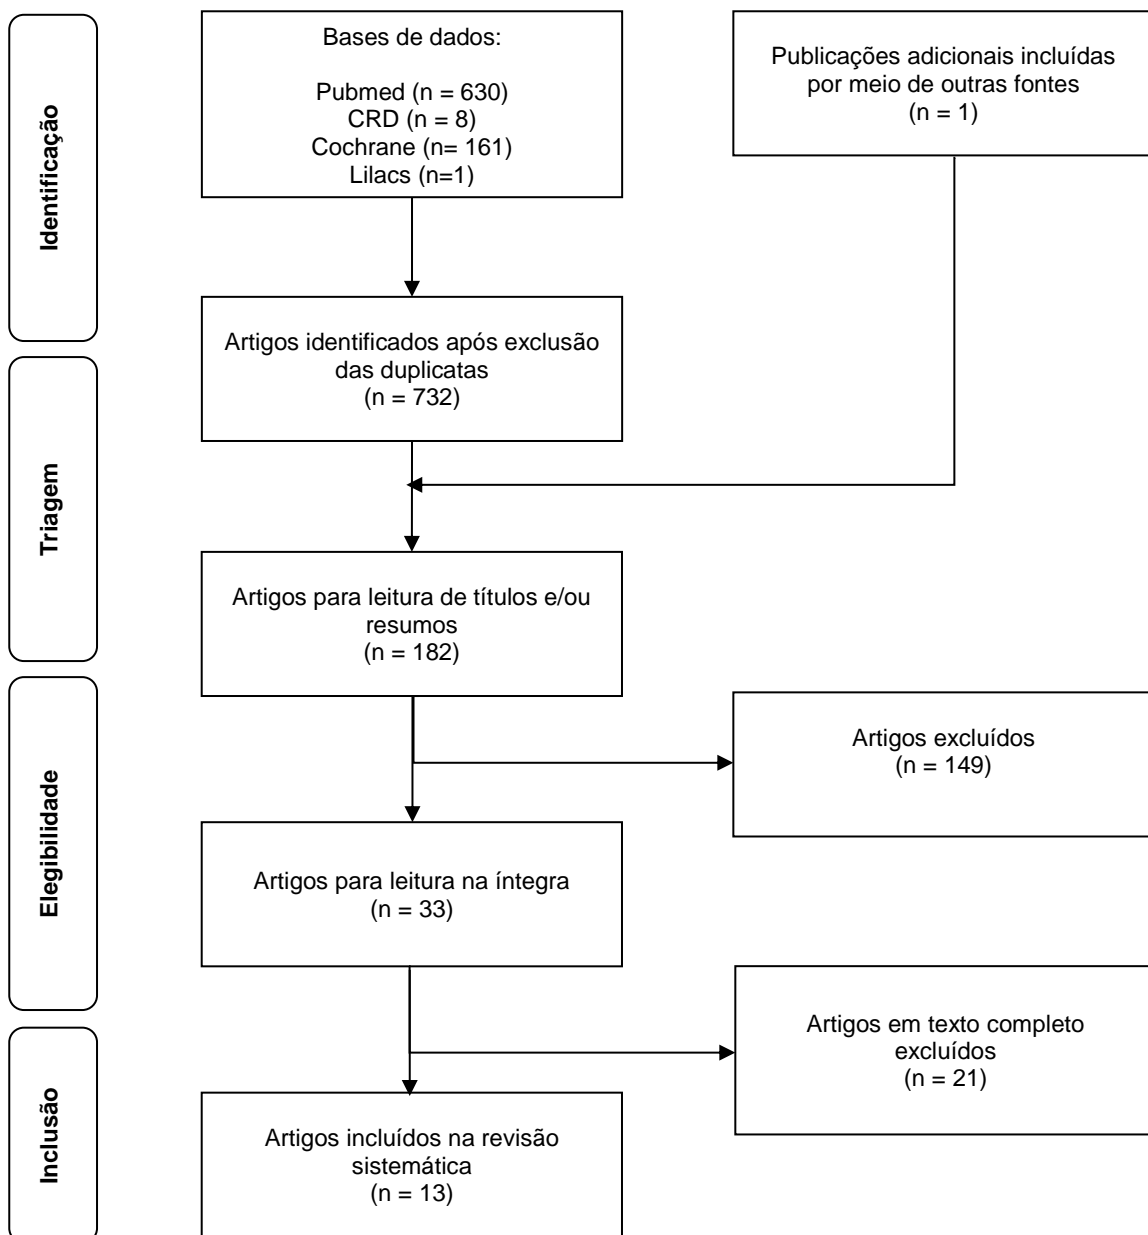 Identificação
Bases de dados:
Pubmed (n = 630)
CRD (n = 8)
Cochrane (n= 161)
Lilacs (n=1)
Publicações adicionais incluídas
por meio de outras fontes
(n = 1)
Artigos identificados após exclusão
das duplicatas
(n = 732)
Triagem
Artigos para leitura de títulos e/ou
resumos
(n = 182)
Artigos excluídos
(n = 149)
Elegibilidade
Artigos para leitura na íntegra
(n = 33)
Artigos em texto completo
excluídos
(n = 21)
Inclusão
Artigos incluídos na revisão
sistemática
(n = 13)